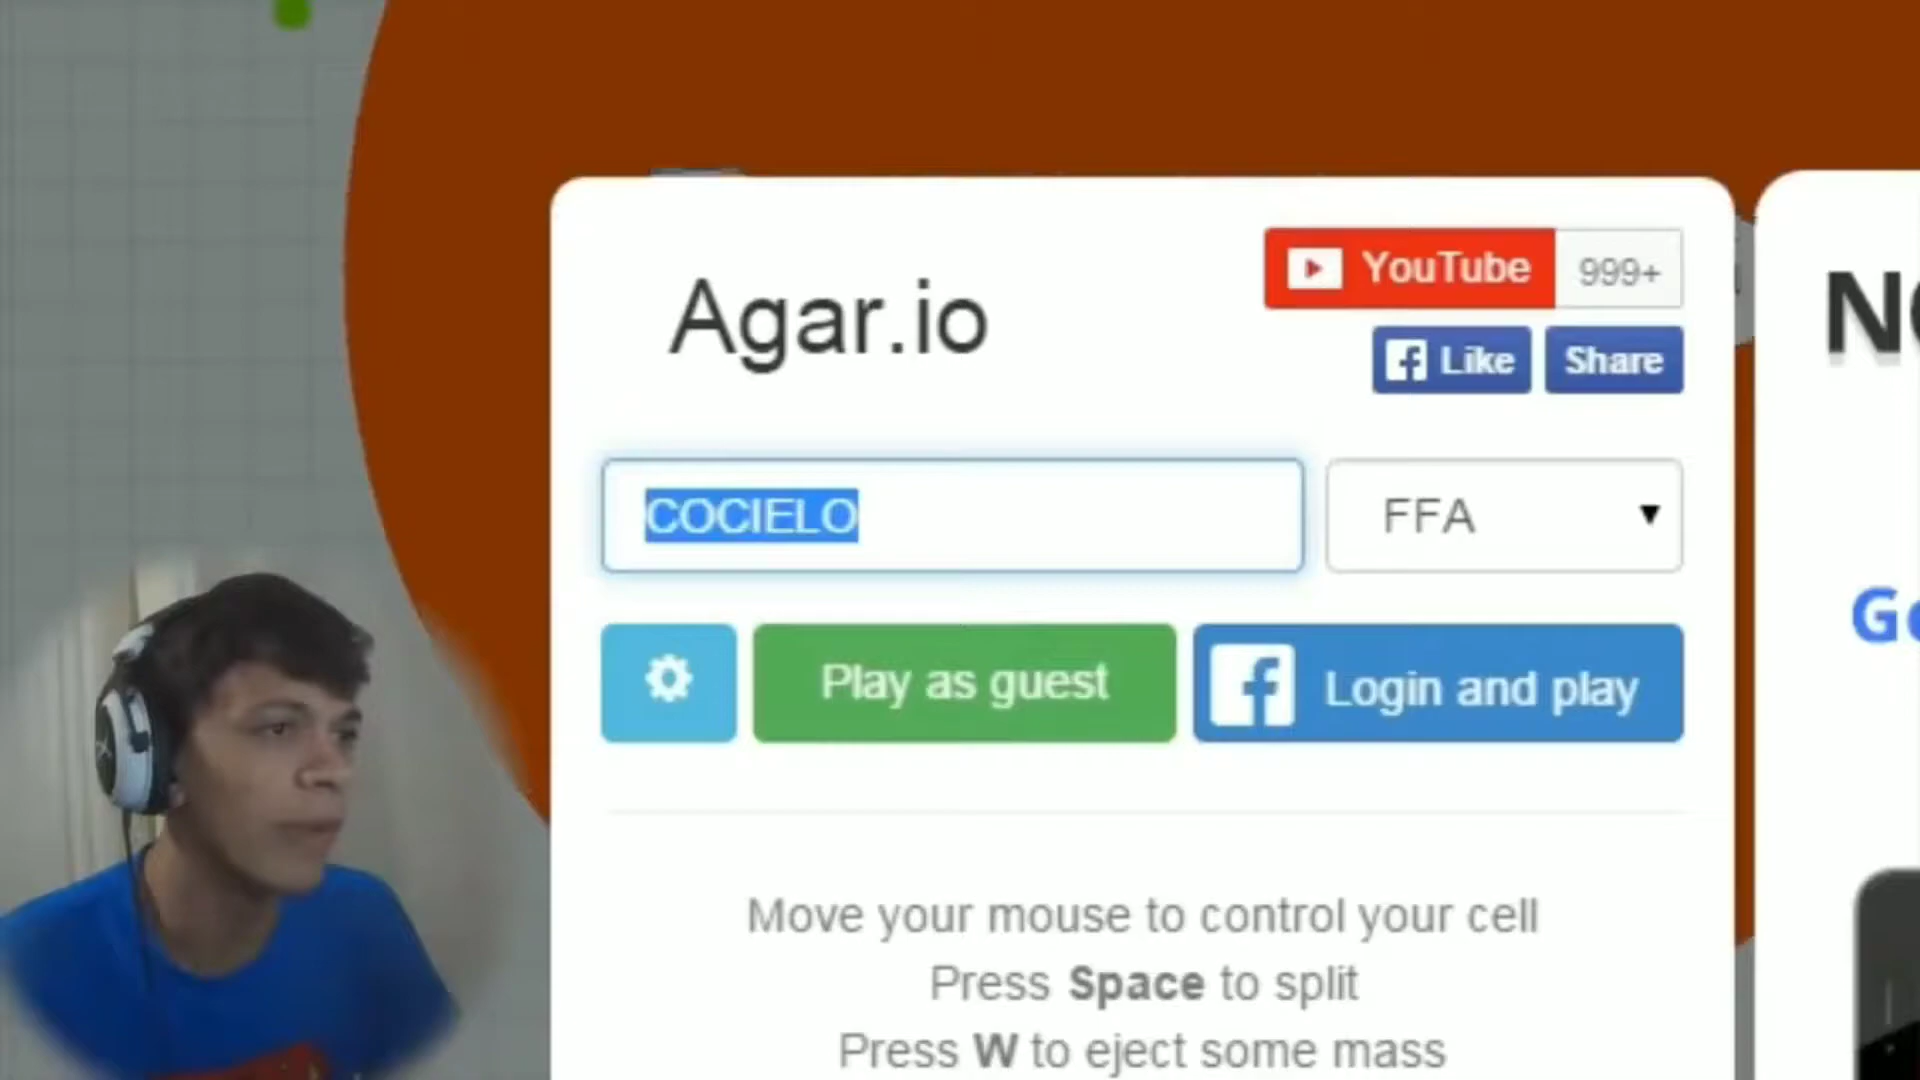 Agar.io
YouTube 999+
Like Share
COCIELO
FFA
Play as guest
Login and play
Move your mouse to control your cell
Press Space to split
Press W to eject some mass